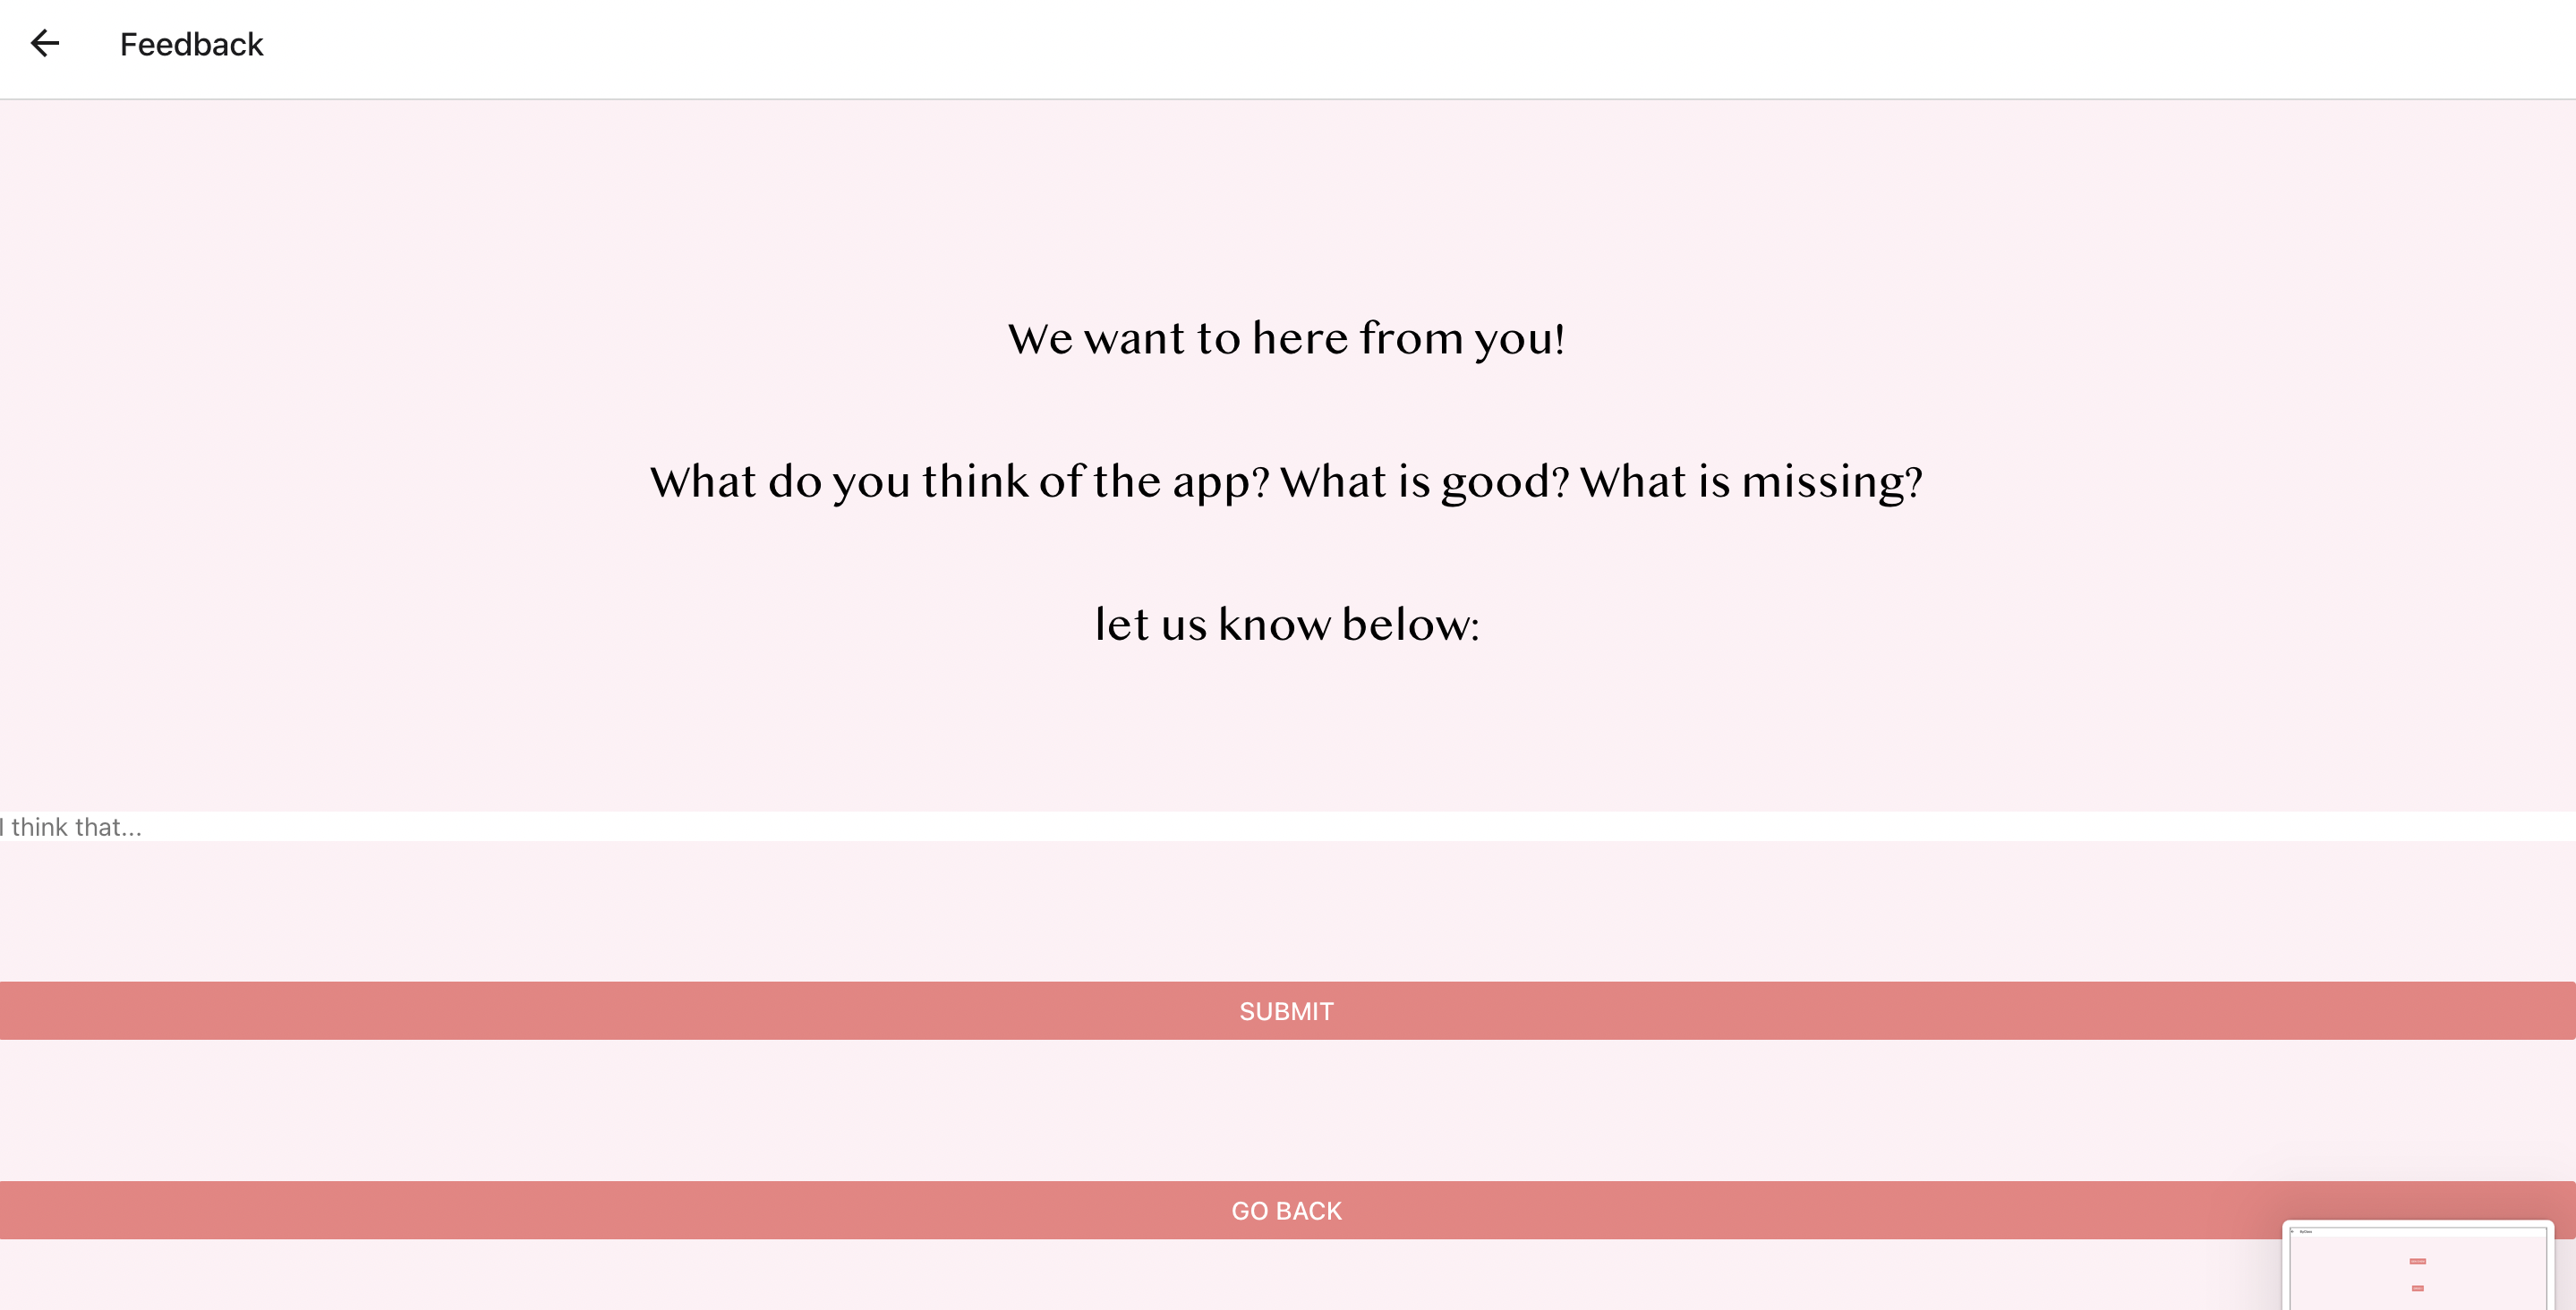 Feedback
We want to here from you!
What do you think of the app? What is good? What is missing?
let us know below:
I think that...
SUBMIT
GO BACK